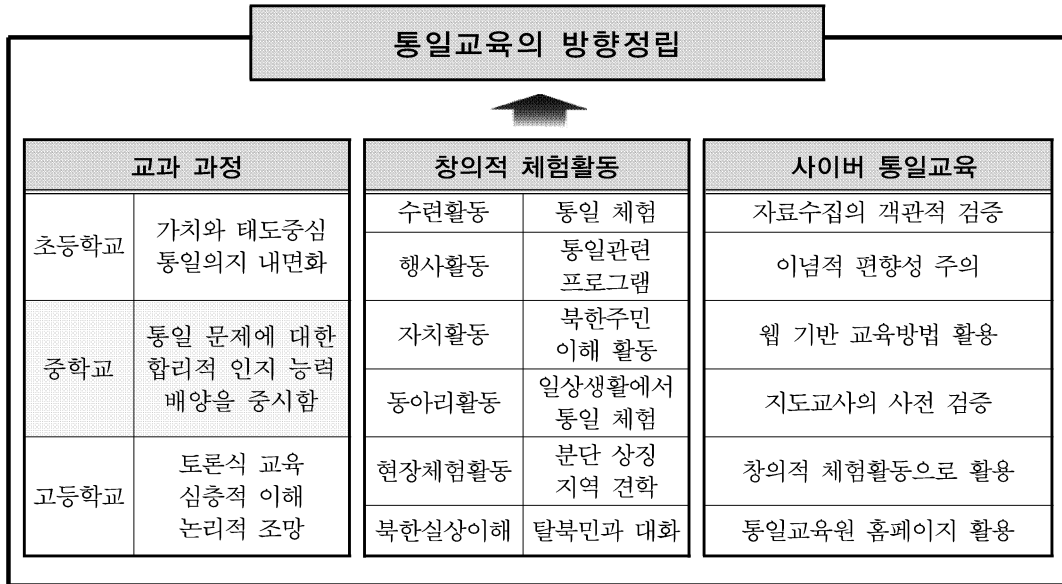 통일교육의 방향정립
교과 과정
초등학교
가치와 태도중심
통일의지 내면화
중학교
통일 문제에 대한
합리적 인지 능력
배양을 중시함
고등학교
토론식 교육
심층적 이해
논리적 조망
창의적 체험활동
수련활동
통일 체험
행사활동
통일관련
프로그램
자치활동
북한주민
이해 활동
동아리활동
일상생활에서
통일 체험
현장체험활동
분단 상징
지역 견학
북한실상이해
탈북민과 대화
사이버 통일교육
자료수집의 객관적 검증
이념적 편향성 주의
웹 기반 교육방법 활용
지도교사의 사전 검증
창의적 체험활동으로 활용
통일교육원 홈페이지 활용